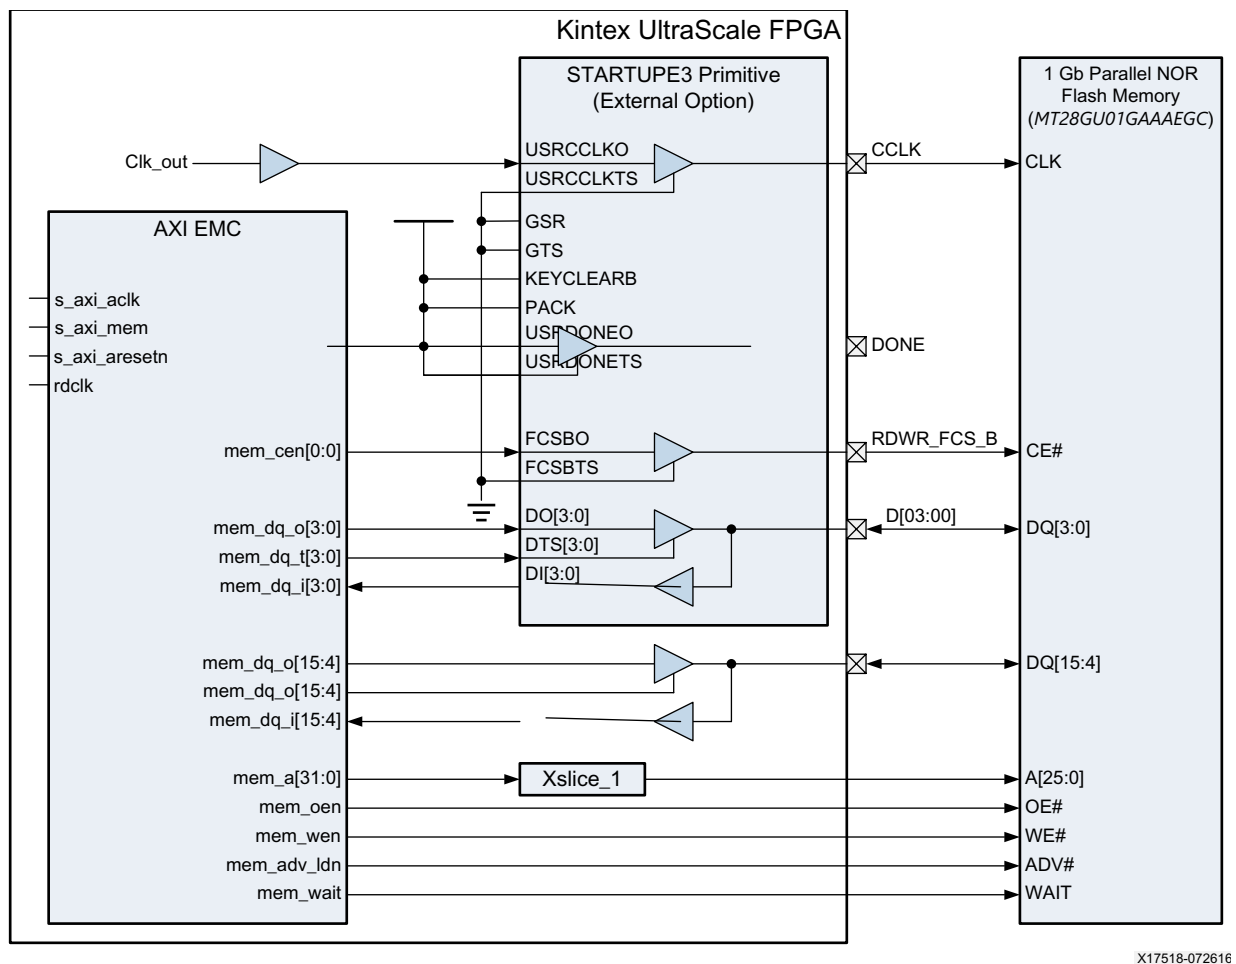 Kintex UltraScale FPGA
STARTUPE3 Primitive
(External Option)
1 Gb Parallel NOR
Flash Memory
(MT28GU01GAAAEGC)
Clk_out
USRCCLKO
USRCCLKTS
CCLK
CLK
GSR
GTS
KEYCLEARB
PACK
USRDONEO
USRDONETS
DONE
AXI EMC
s_axi_aclk
s_axi_mem
s_axi_aresetn
rdclk
mem_cen[0:0]
FCSBO
FCSBTS
RDWR_FCS_B
CE#
mem_dq_o[3:0]
DO[3:0]
D[03:00]
DQ[3:0]
mem_dq_t[3:0]
DTS[3:0]
mem_dq_i[3:0]
DI[3:0]
mem_dq_o[15:4]
DQ[15:4]
mem_dq_o[15:4]
mem_dq_i[15:4]
mem_a[31:0]
Xslice_1
A[25:0]
mem_oen
OE#
mem_wen
WE#
mem_adv_ldn
ADV#
mem_wait
WAIT
X17518-072616